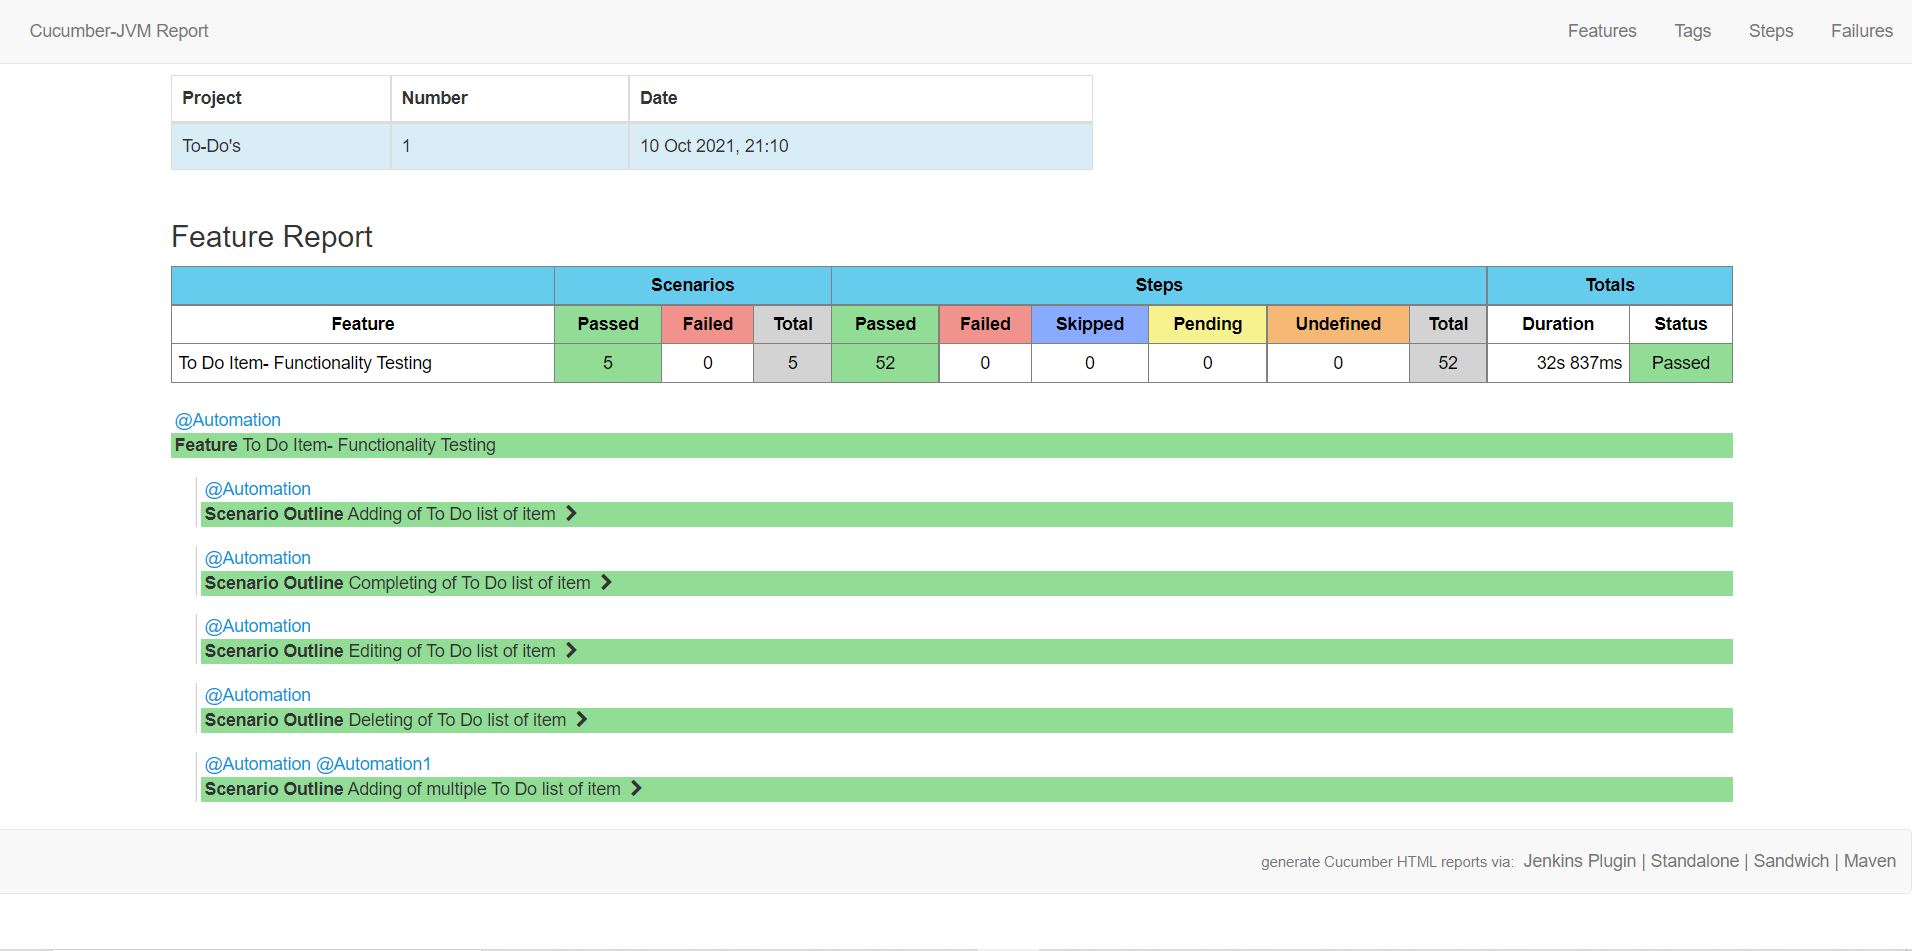 Cucumber-JVM Report Features Tags Steps Failures
Project Number Date
To-Do's 1 10 Oct 2021, 21:10
Feature Report
Scenarios Steps Totals
Feature Passed Failed Total Passed Failed Skipped Pending Undefined Total Duration Status
To Do Item- Functionality Testing 5 0 5 52 0 0 0 0 52 32s 837ms Passed
@Automation
Feature To Do Item- Functionality Testing
@Automation
Scenario Outline Adding of To Do list of item
@Automation
Scenario Outline Completing of To Do list of item
@Automation
Scenario Outline Editing of To Do list of item
@Automation
Scenario Outline Deleting of To Do list of item
@Automation @Automation1
Scenario Outline Adding of multiple To Do list of item
generate Cucumber HTML reports via: Jenkins Plugin | Standalone | Sandwich | Maven